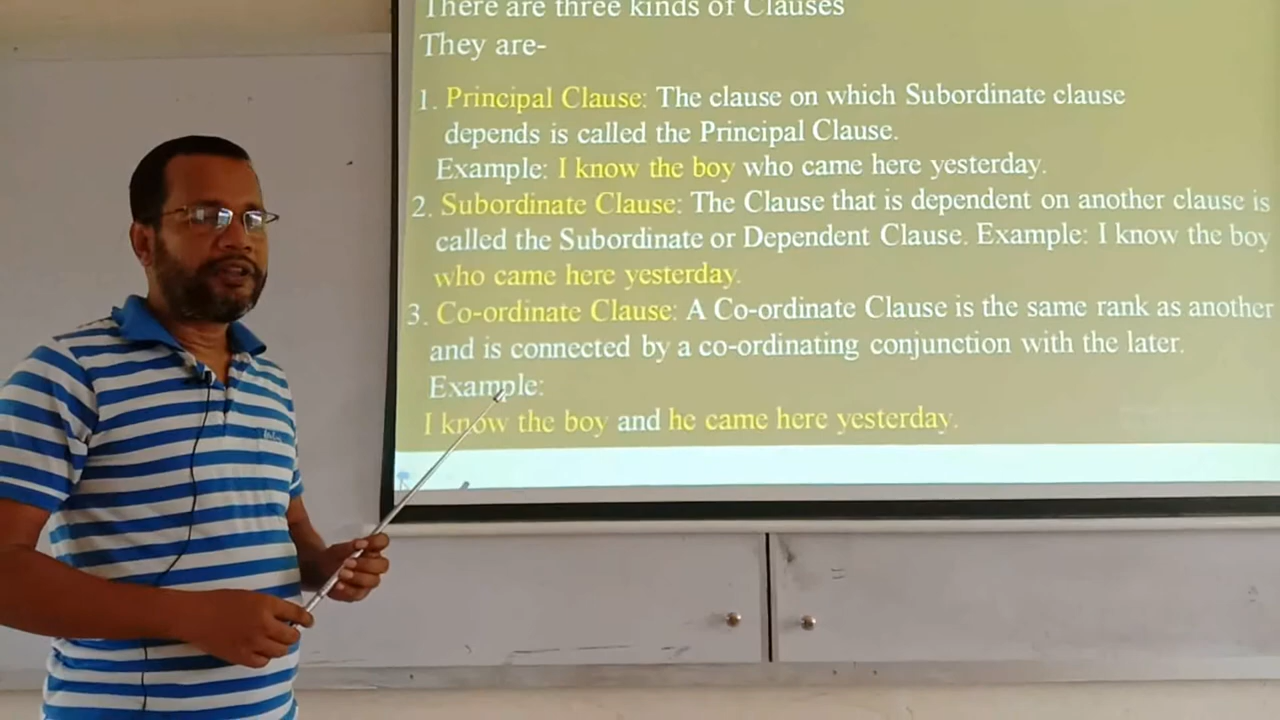 There are three kinds of Clauses
They are-
1. Principal Clause: The clause on which Subordinate clause
depends is called the Principal Clause.
Example: I know the boy who came here yesterday.
2. Subordinate Clause: The Clause that is dependent on another clause is
called the Subordinate or Dependent Clause. Example: I know the boy
who came here yesterday.
3. Co-ordinate Clause: A Co-ordinate Clause is the same rank as another
and is connected by a co-ordinating conjunction with the later.
Example:
I know the boy and he came here yesterday.